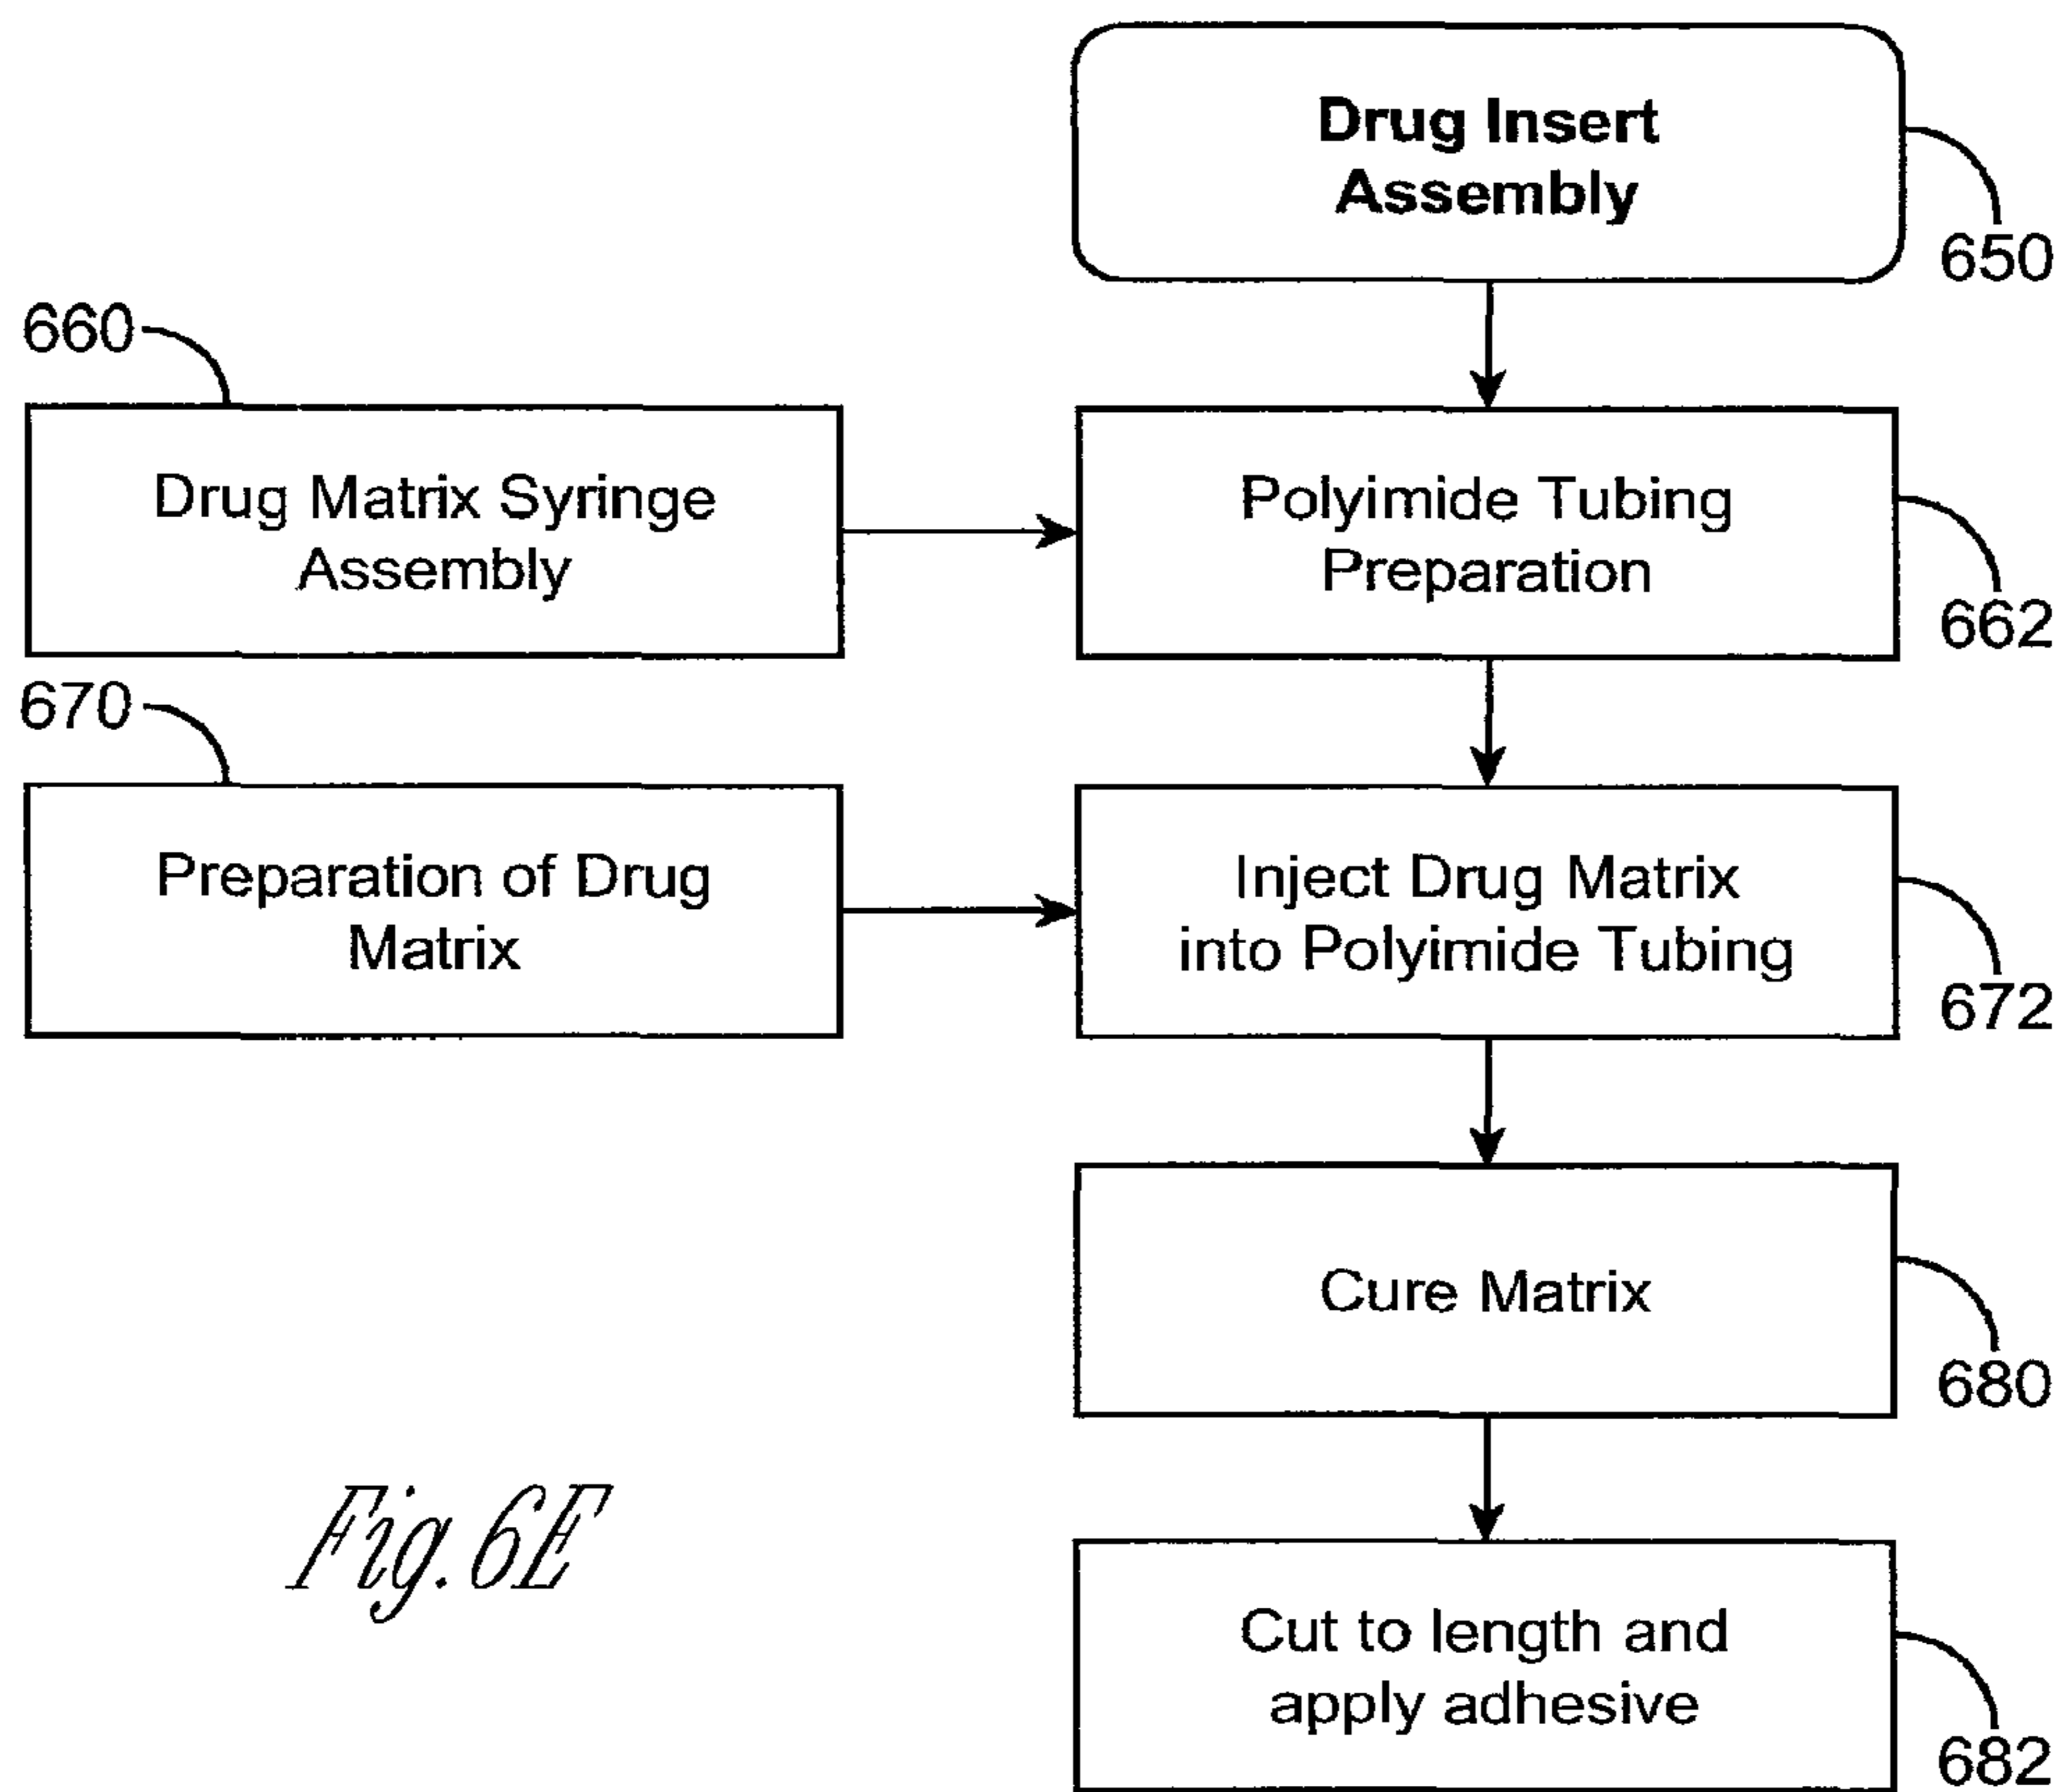 Drug Insert
Assembly
650
660
Drug Matrix Syringe
Assembly
Polyimide Tubing
Preparation
662
670
Preparation of Drug
Matrix
Inject Drug Matrix
into Polyimide Tubing
672
Cure Matrix
680
Cut to length and
apply adhesive
682
Fig. 6E